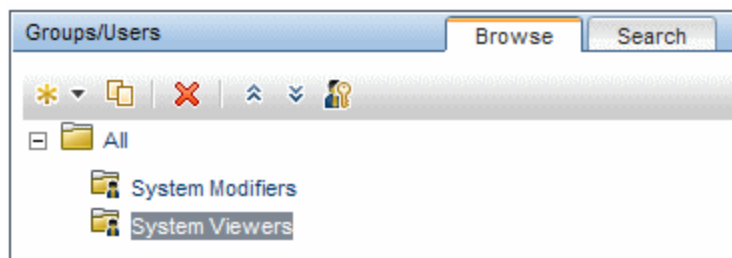 Groups/Users Browse Search
All
System Modifiers
System Viewers